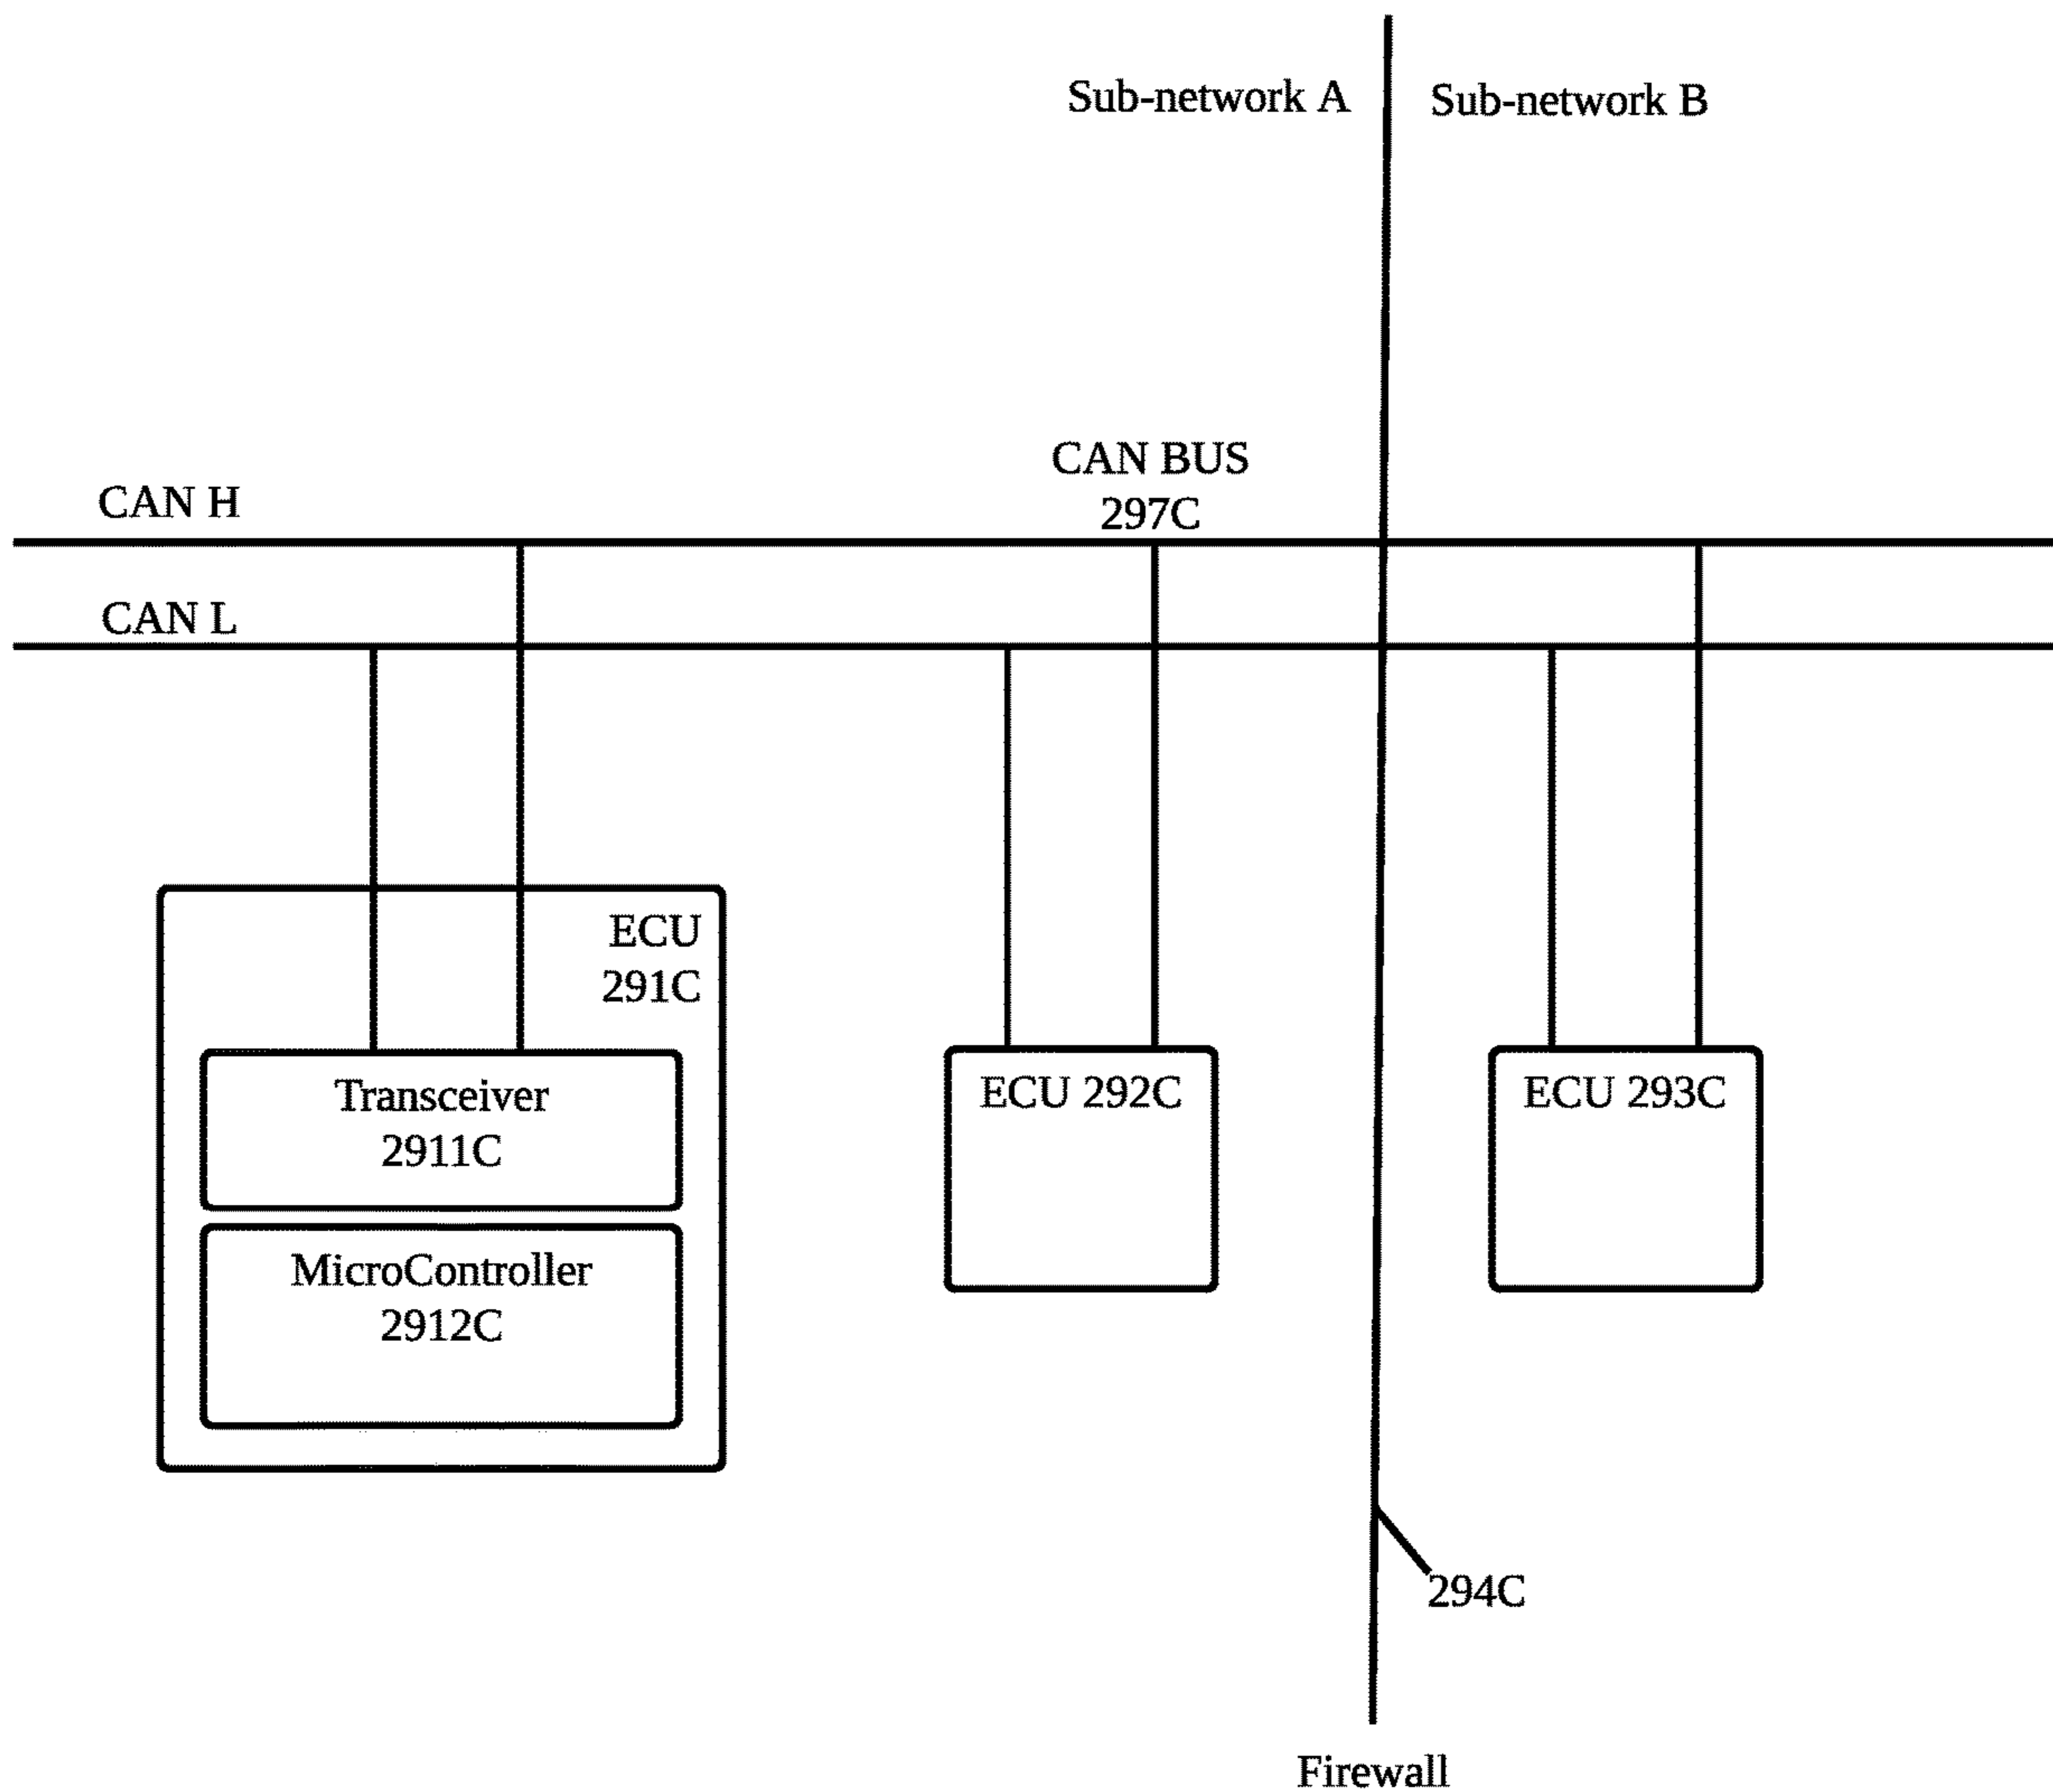 Sub-network A
Sub-network B
CAN BUS
297C
CAN H
CAN L
ECU
291C
Transceiver
2911C
MicroController
2912C
ECU 292C
ECU 293C
294C
Firewall